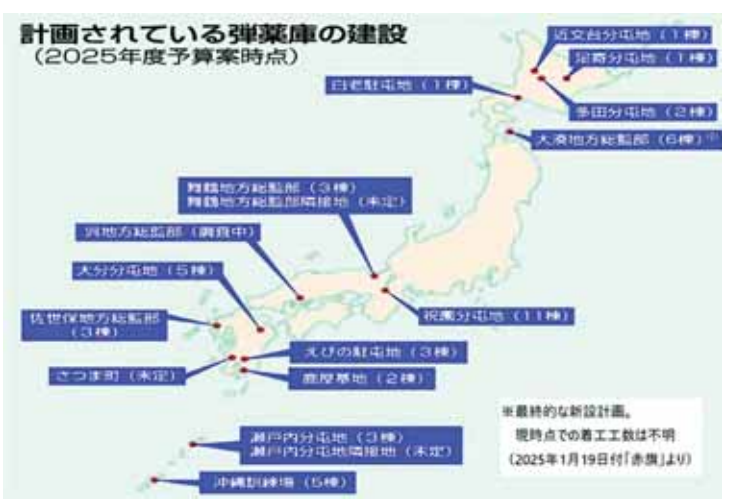 計画されている弾薬庫の建設
(2025年度予算案時点)
近文台分屯地(1棟)
足寄分屯地(1棟)
白老駐屯地(1棟)
多田分屯地(2棟)
大湊地方総監部(6棟)※
舞鶴地方総監部(3棟)
舞鶴地方総監部隣接地(未定)
呉地方総監部(調査中)
大分分屯地(5棟)
佐世保地方総監部
(3棟)
祝園分屯地(11棟)
えびの駐屯地(3棟)
さつま町(未定)
鹿屋基地(2棟)
瀬戸内分屯地(3棟)
瀬戸内分屯地隣接地(未定)
沖縄訓練場(5棟)
※最終的な新設計画。
現時点での着工工数は不明
(2025年1月19日付「赤旗」より)